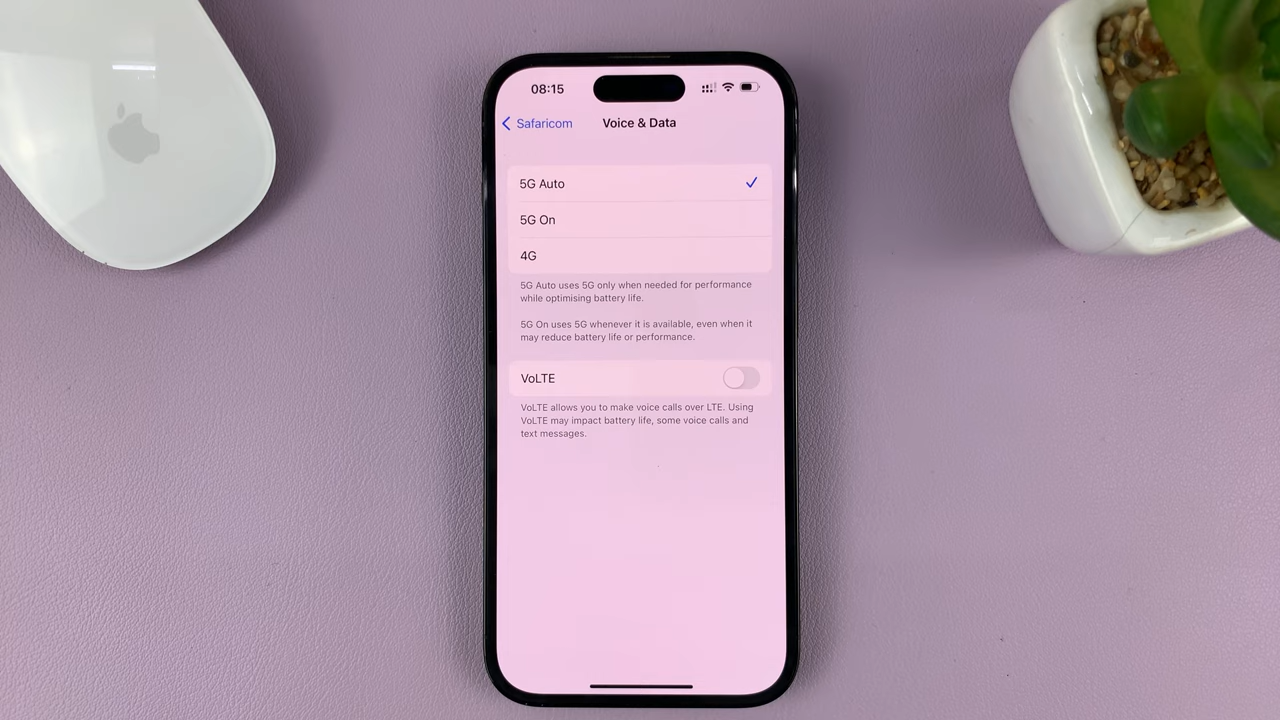 08:15
Safaricom
Voice & Data
5G Auto
5G On
4G
5G Auto uses 5G only when needed for performance
while optimising battery life.
5G On uses 5G whenever it is available, even when it
may reduce battery life or performance.
VoLTE
VoLTE allows you to make voice calls over LTE. Using
VoLTE may impact battery life, some voice calls and
text messages.